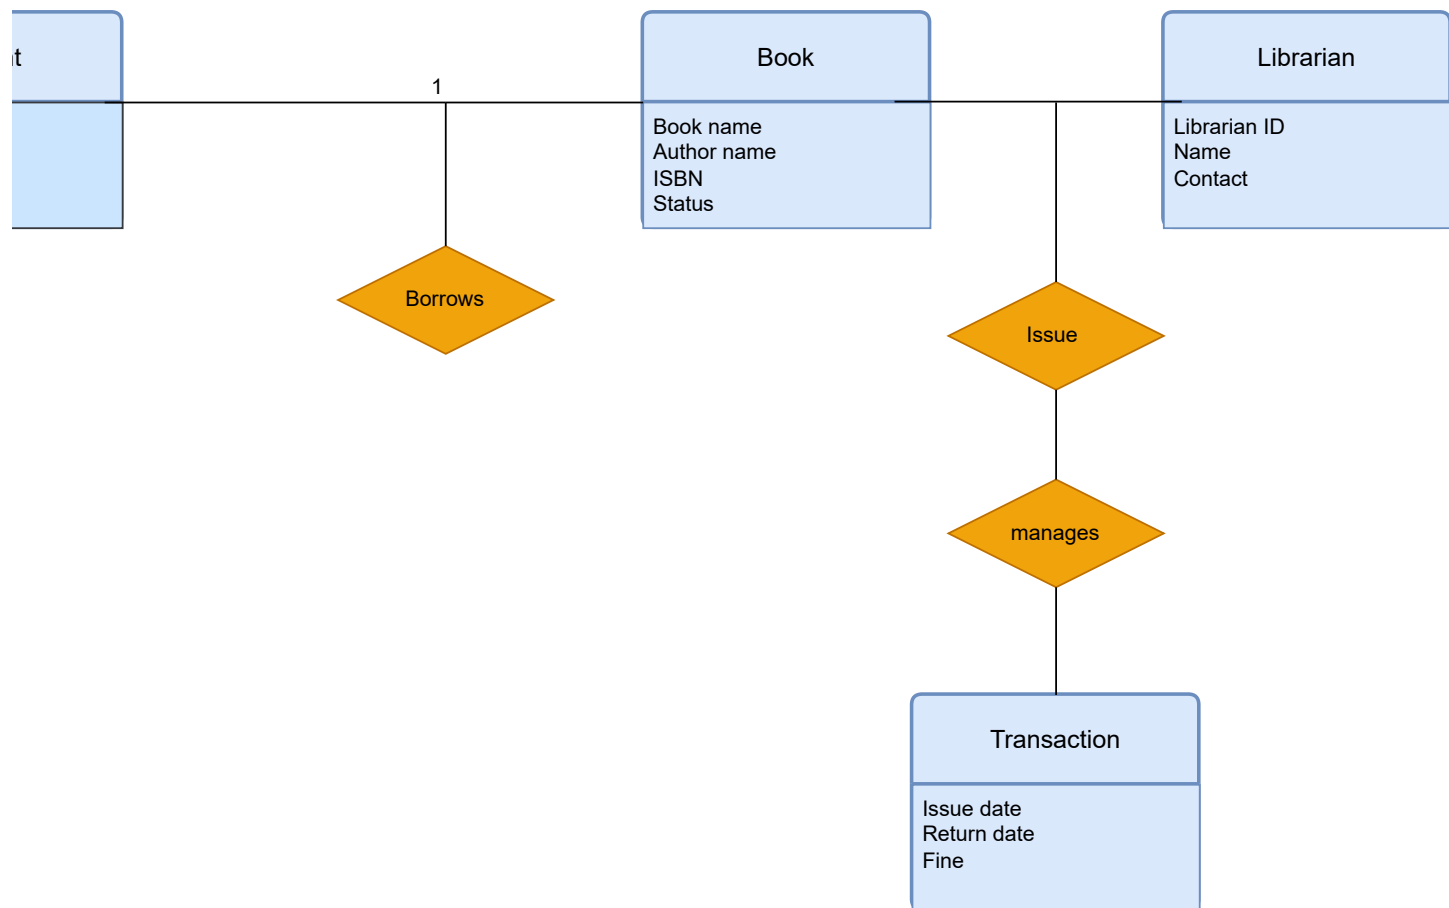 Book
Librarian
1
Book name
Author name
ISBN
Status
Librarian ID
Name
Contact
Borrows
Issue
manages
Transaction
Issue date
Return date
Fine